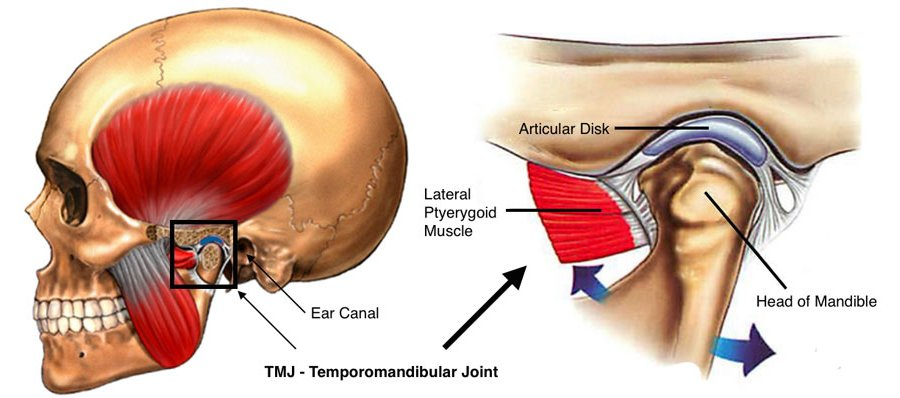 Articular Disk
Lateral
Ptyerygoid
Muscle
Head of Mandible
Ear Canal
TMJ - Temporomandibular Joint